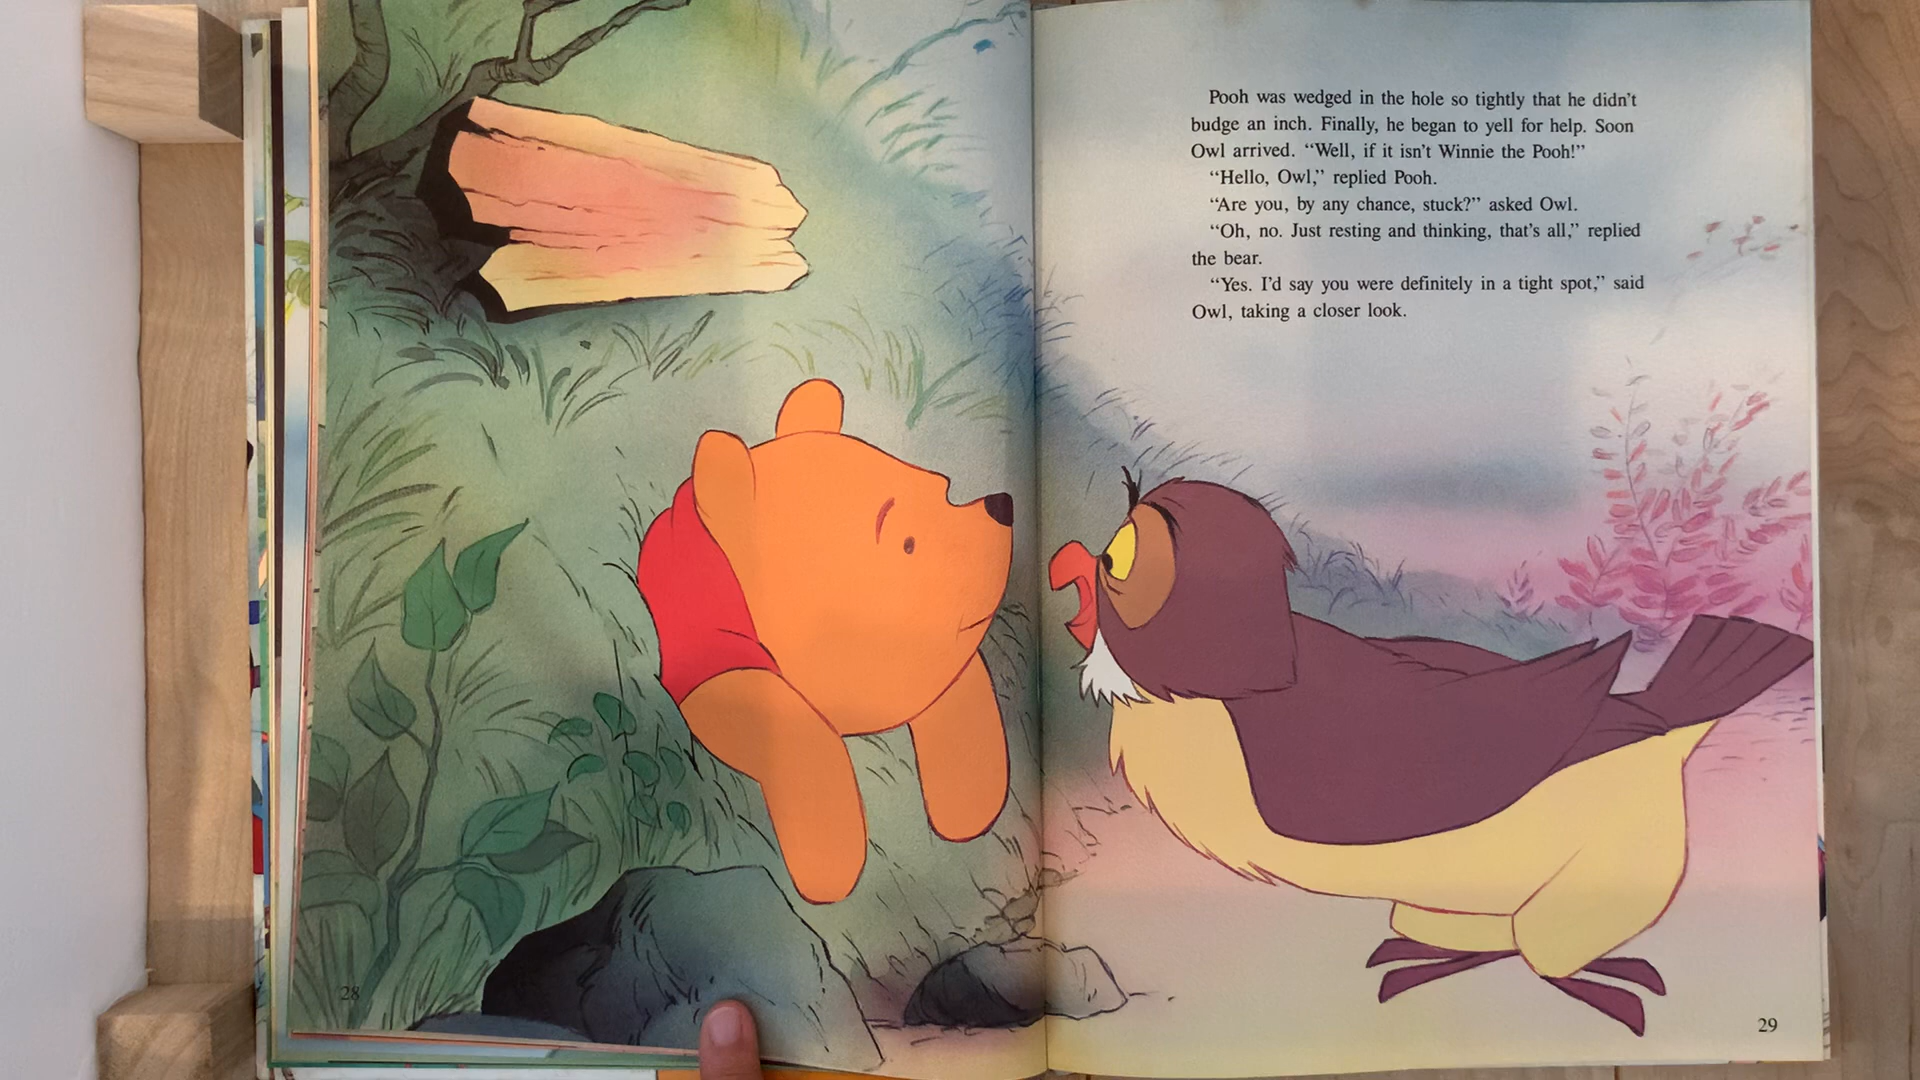 Pooh was wedged in the hole so tightly that he didn't
budge an inch. Finally, he began to yell for help. Soon
Owl arrived. “Well, if it isn't Winnie the Pooh!”
“Hello, Owl,” replied Pooh.
“Are you, by any chance, stuck?” asked Owl.
“Oh, no. Just resting and thinking, that's all,” replied
the bear.
“Yes. I'd say you were definitely in a tight spot,” said
Owl, taking a closer look.
28
29